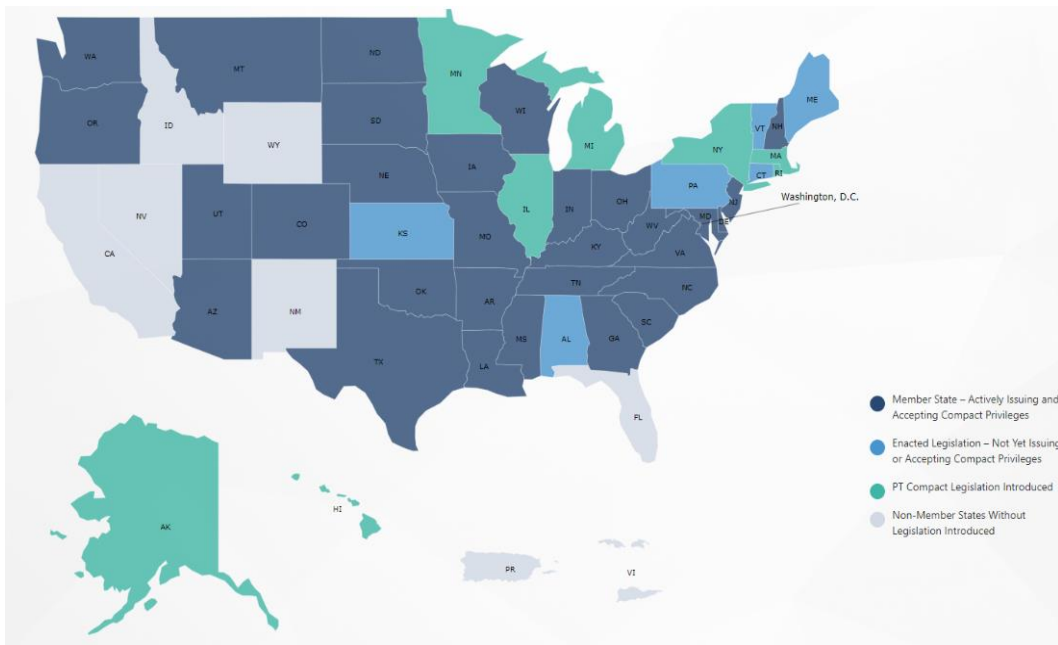 WA
MT
ND
MN
ME
OR
ID
SD
WI
VT
NH
WY
MI
NY
MA
IA
CT
RI
NE
PA
Washington, D.C.
NV
UT
CO
KS
IL
IN
OH
NJ
MD
DE
WV
CA
MO
KY
VA
AZ
NM
OK
AR
TN
NC
SC
MS
AL
GA
TX
LA
FL
AK
HI
PR
VI
Member State – Actively Issuing and
Accepting Compact Privileges
Enacted Legislation – Not Yet Issuing
or Accepting Compact Privileges
PT Compact Legislation Introduced
Non-Member States Without
Legislation Introduced